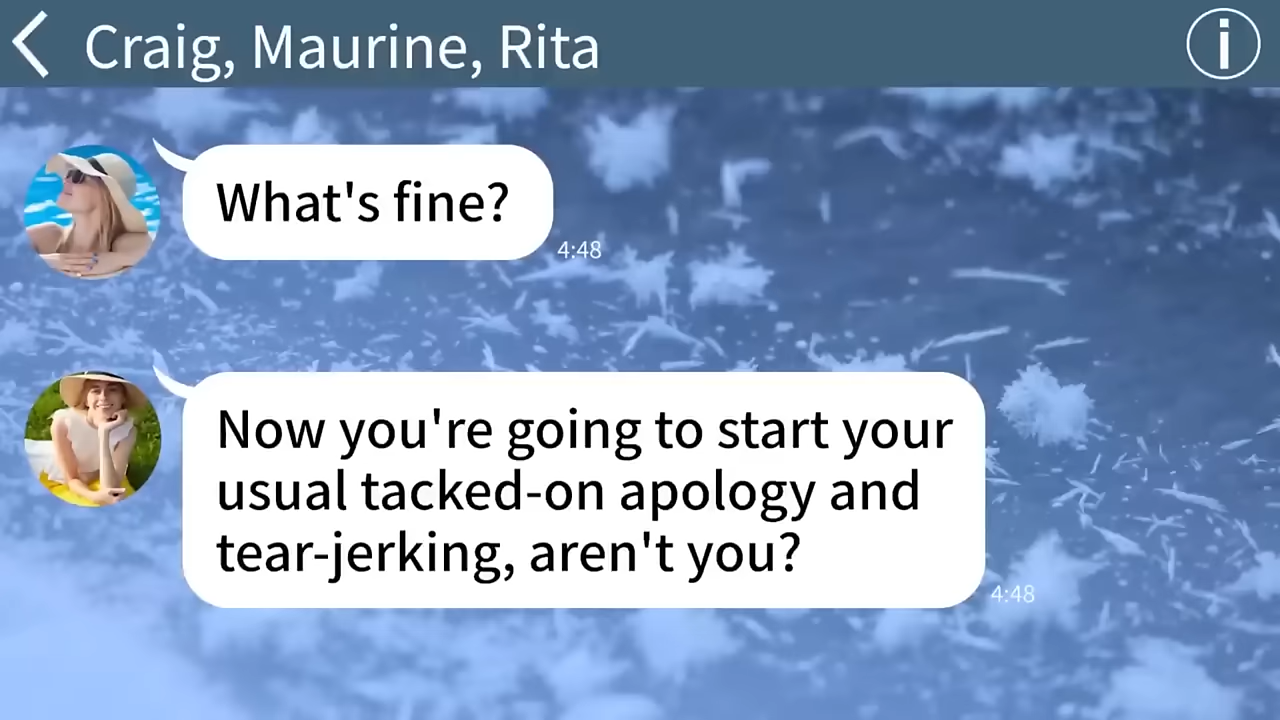 Craig, Maurine, Rita
What's fine?
4:48
Now you're going to start your
usual tacked-on apology and
tear-jerking, aren't you?
4:48